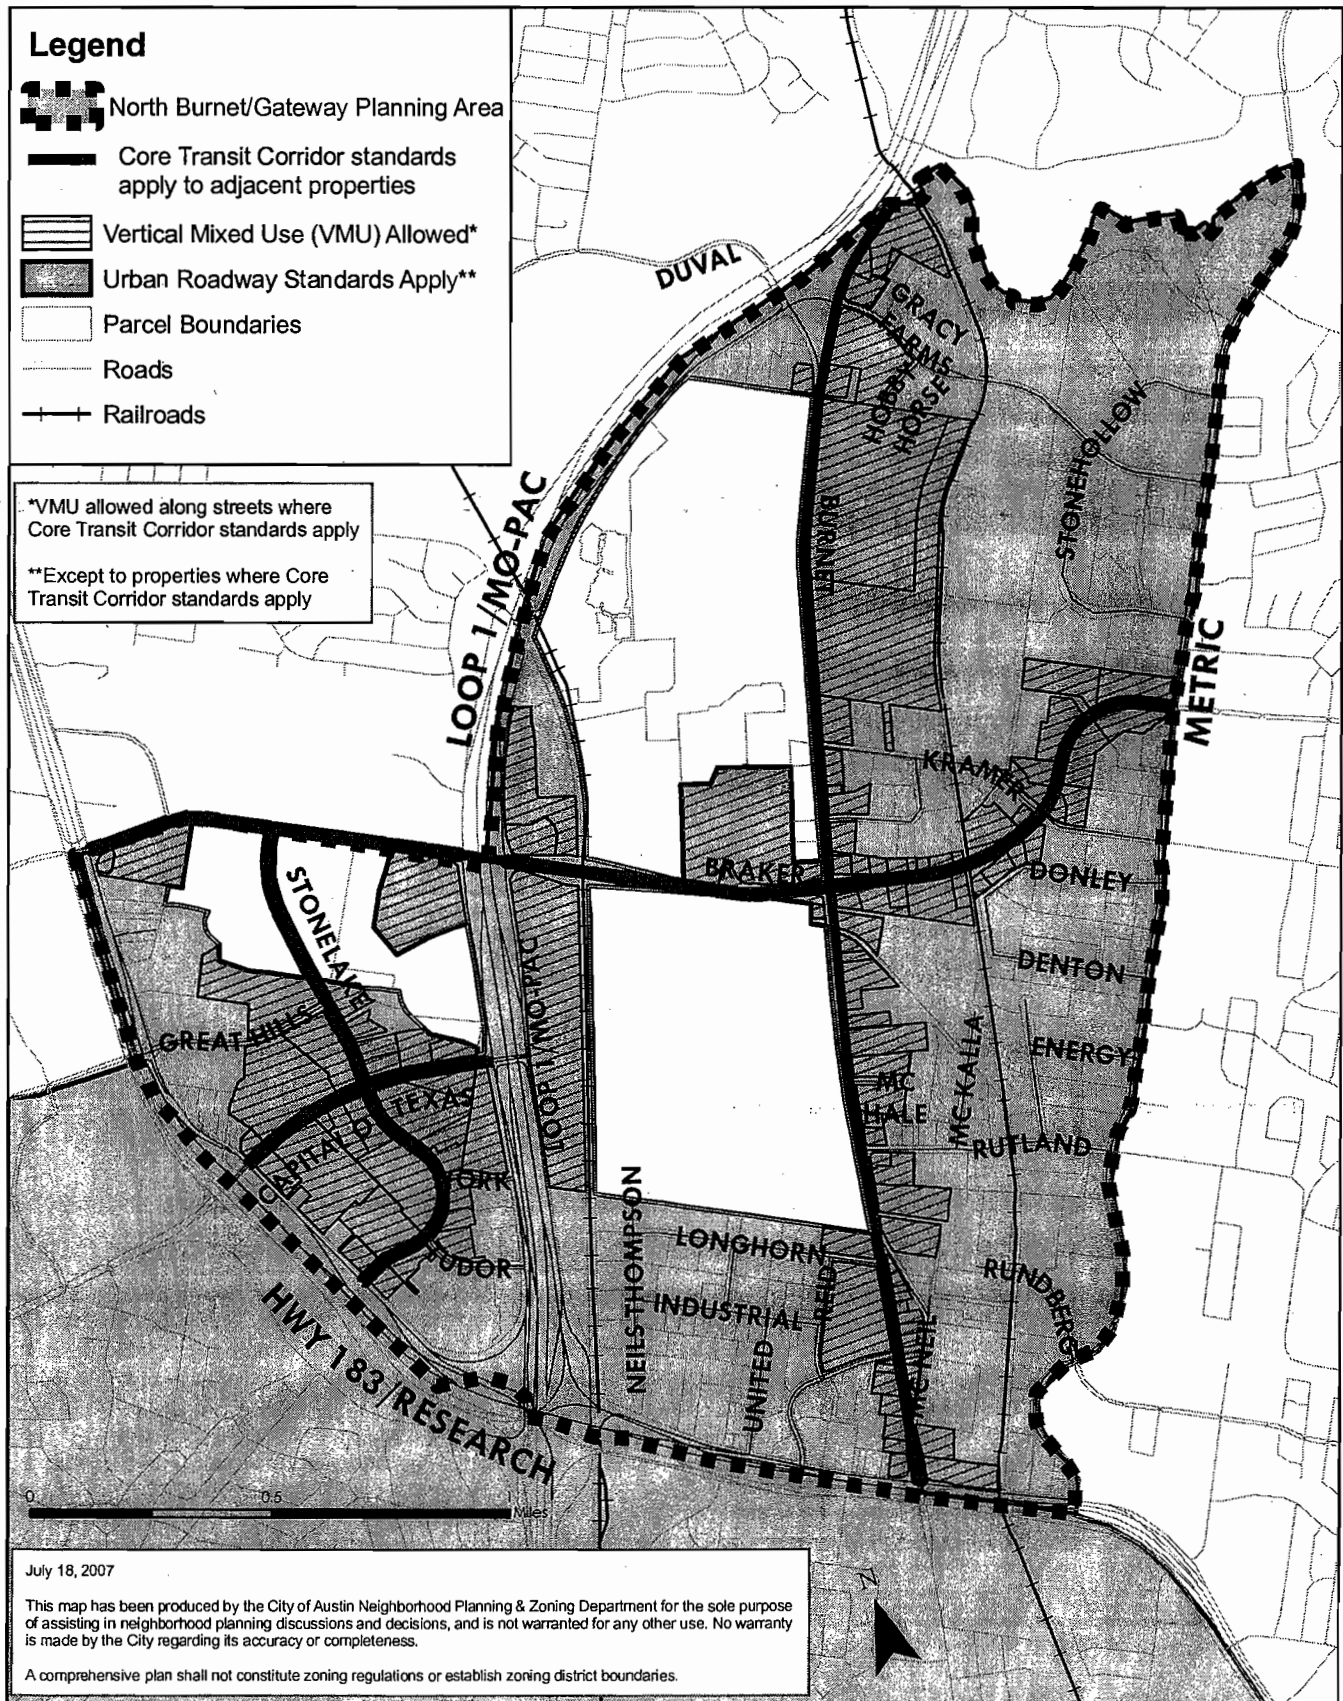 Legend
North Burnet/Gateway Planning Area
Core Transit Corridor standards
apply to adjacent properties
Vertical Mixed Use (VMU) Allowed*
Urban Roadway Standards Apply**
Parcel Boundaries
Roads
Railroads
*VMU allowed along streets where
Core Transit Corridor standards apply
**Except to properties where Core
Transit Corridor standards apply
DUVAL
GRACY
FARMS
HOBBY
HORSE
STONEHOLLOW
BURNET
LOOP 1/MO-PAC
METRIC
KRAMER
BRAKER
DONLEY
STONELAKE
DENTON
GREAT HILLS
LOOP 1/MO-PAC
ENERGY
MC
HALE
MC KALLA
CAPITAL OF TEXAS
RUTLAND
YORK
NEILS THOMPSON
LONGHORN
TUDOR
REID
RUNDBERG
INDUSTRIAL
MC NEIL
UNITED
HWY 183/RESEARCH
0 0.5 1
Miles
July 18, 2007
This map has been produced by the City of Austin Neighborhood Planning & Zoning Department for the sole purpose
of assisting in neighborhood planning discussions and decisions, and is not warranted for any other use. No warranty
is made by the City regarding its accuracy or completeness.
A comprehensive plan shall not constitute zoning regulations or establish zoning district boundaries.
N